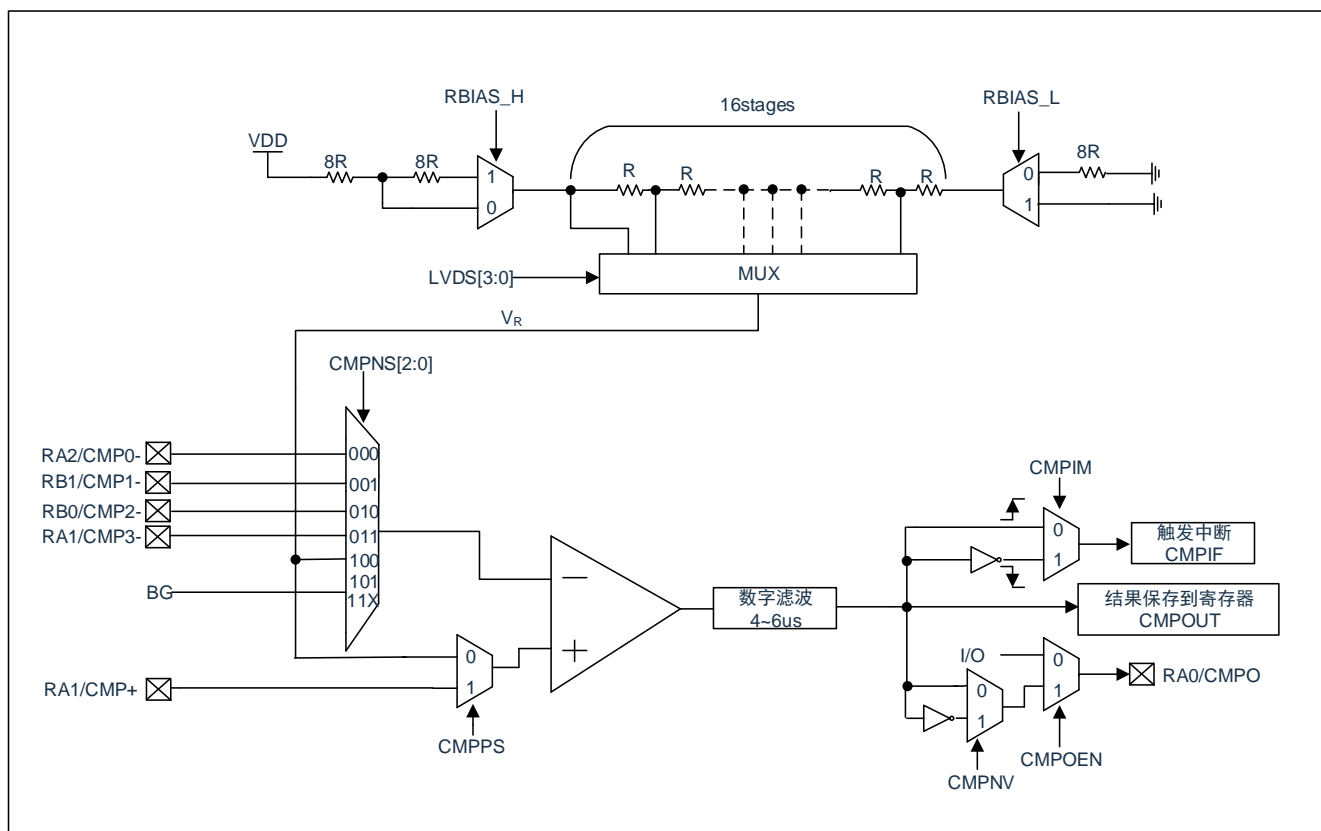 RBIAS_H
16stages
RBIAS_L
VDD
8R
8R
1
0
R
R
R
R
0
1
8R
LVDS[3:0]
MUX
VR
CMPNS[2:0]
RA2/CMP0-
RB1/CMP1-
RB0/CMP2-
RA1/CMP3-
BG
000
001
010
011
100
101
11X
RA1/CMP+
0
1
CMPPS
数字滤波
4~6us
CMPIM
0
1
触发中断
CMPIF
结果保存到寄存器
CMPOUT
I/O
0
1
RA0/CMPO
0
1
CMPOEN
CMPNV